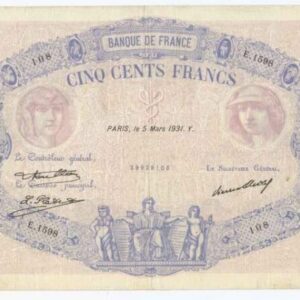 BANQUE DE FRANCE
108 E.1598
CINQ CENTS FRANCS
PARIS, le 5 Mars 1931. Y.
Le Contrôleur général,
Le Secrétaire Général,
Le Caissier principal,
E.1598 108